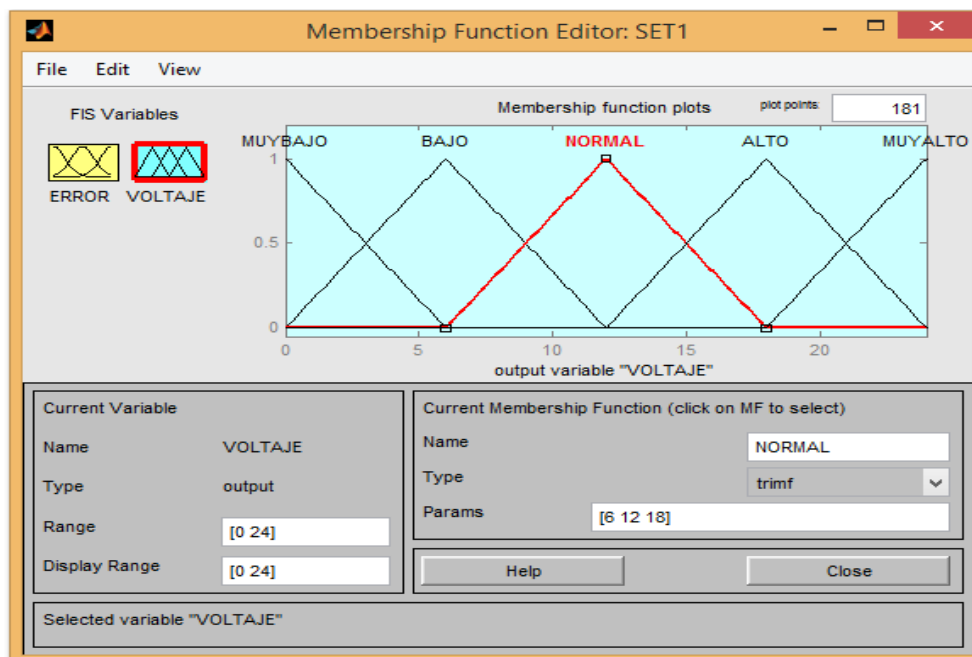 Membership Function Editor: SET1
File Edit View
FIS Variables
Membership function plots
plot points:
181
ERROR VOLTAJE
MUYBAJO BAJO NORMAL ALTO MUYALTO
1
0.5
0
0 5 10 15 20
output variable "VOLTAJE"
Current Variable
Name VOLTAJE
Type output
Range [0 24]
Display Range [0 24]
Current Membership Function (click on MF to select)
Name NORMAL
Type trimf
Params [6 12 18]
Help Close
Selected variable "VOLTAJE"